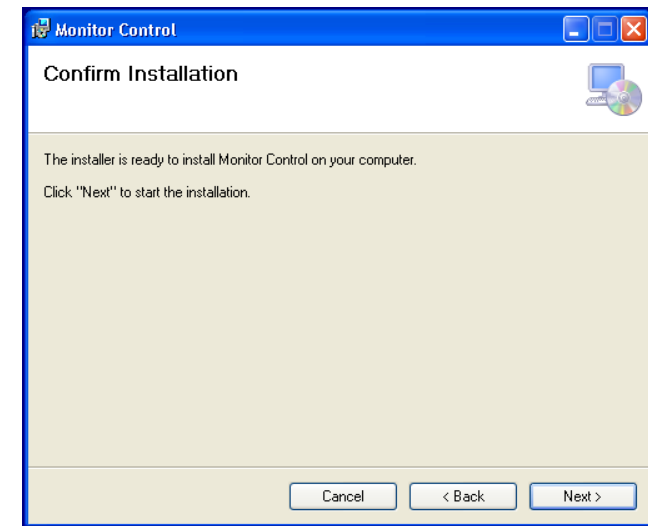 Monitor Control
Confirm Installation
The installer is ready to install Monitor Control on your computer.
Click "Next" to start the installation.
Cancel
< Back
Next >